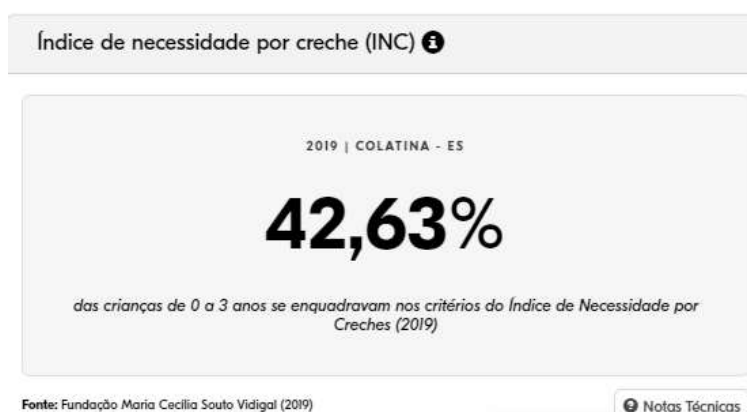 Índice de necessidade por creche (INC)
2019 | COLATINA - ES
42,63%
das crianças de 0 a 3 anos se enquadravam nos critérios do Índice de Necessidade por
Creches (2019)
Fonte: Fundação Maria Cecília Souto Vidigal (2019)
Notas Técnicas